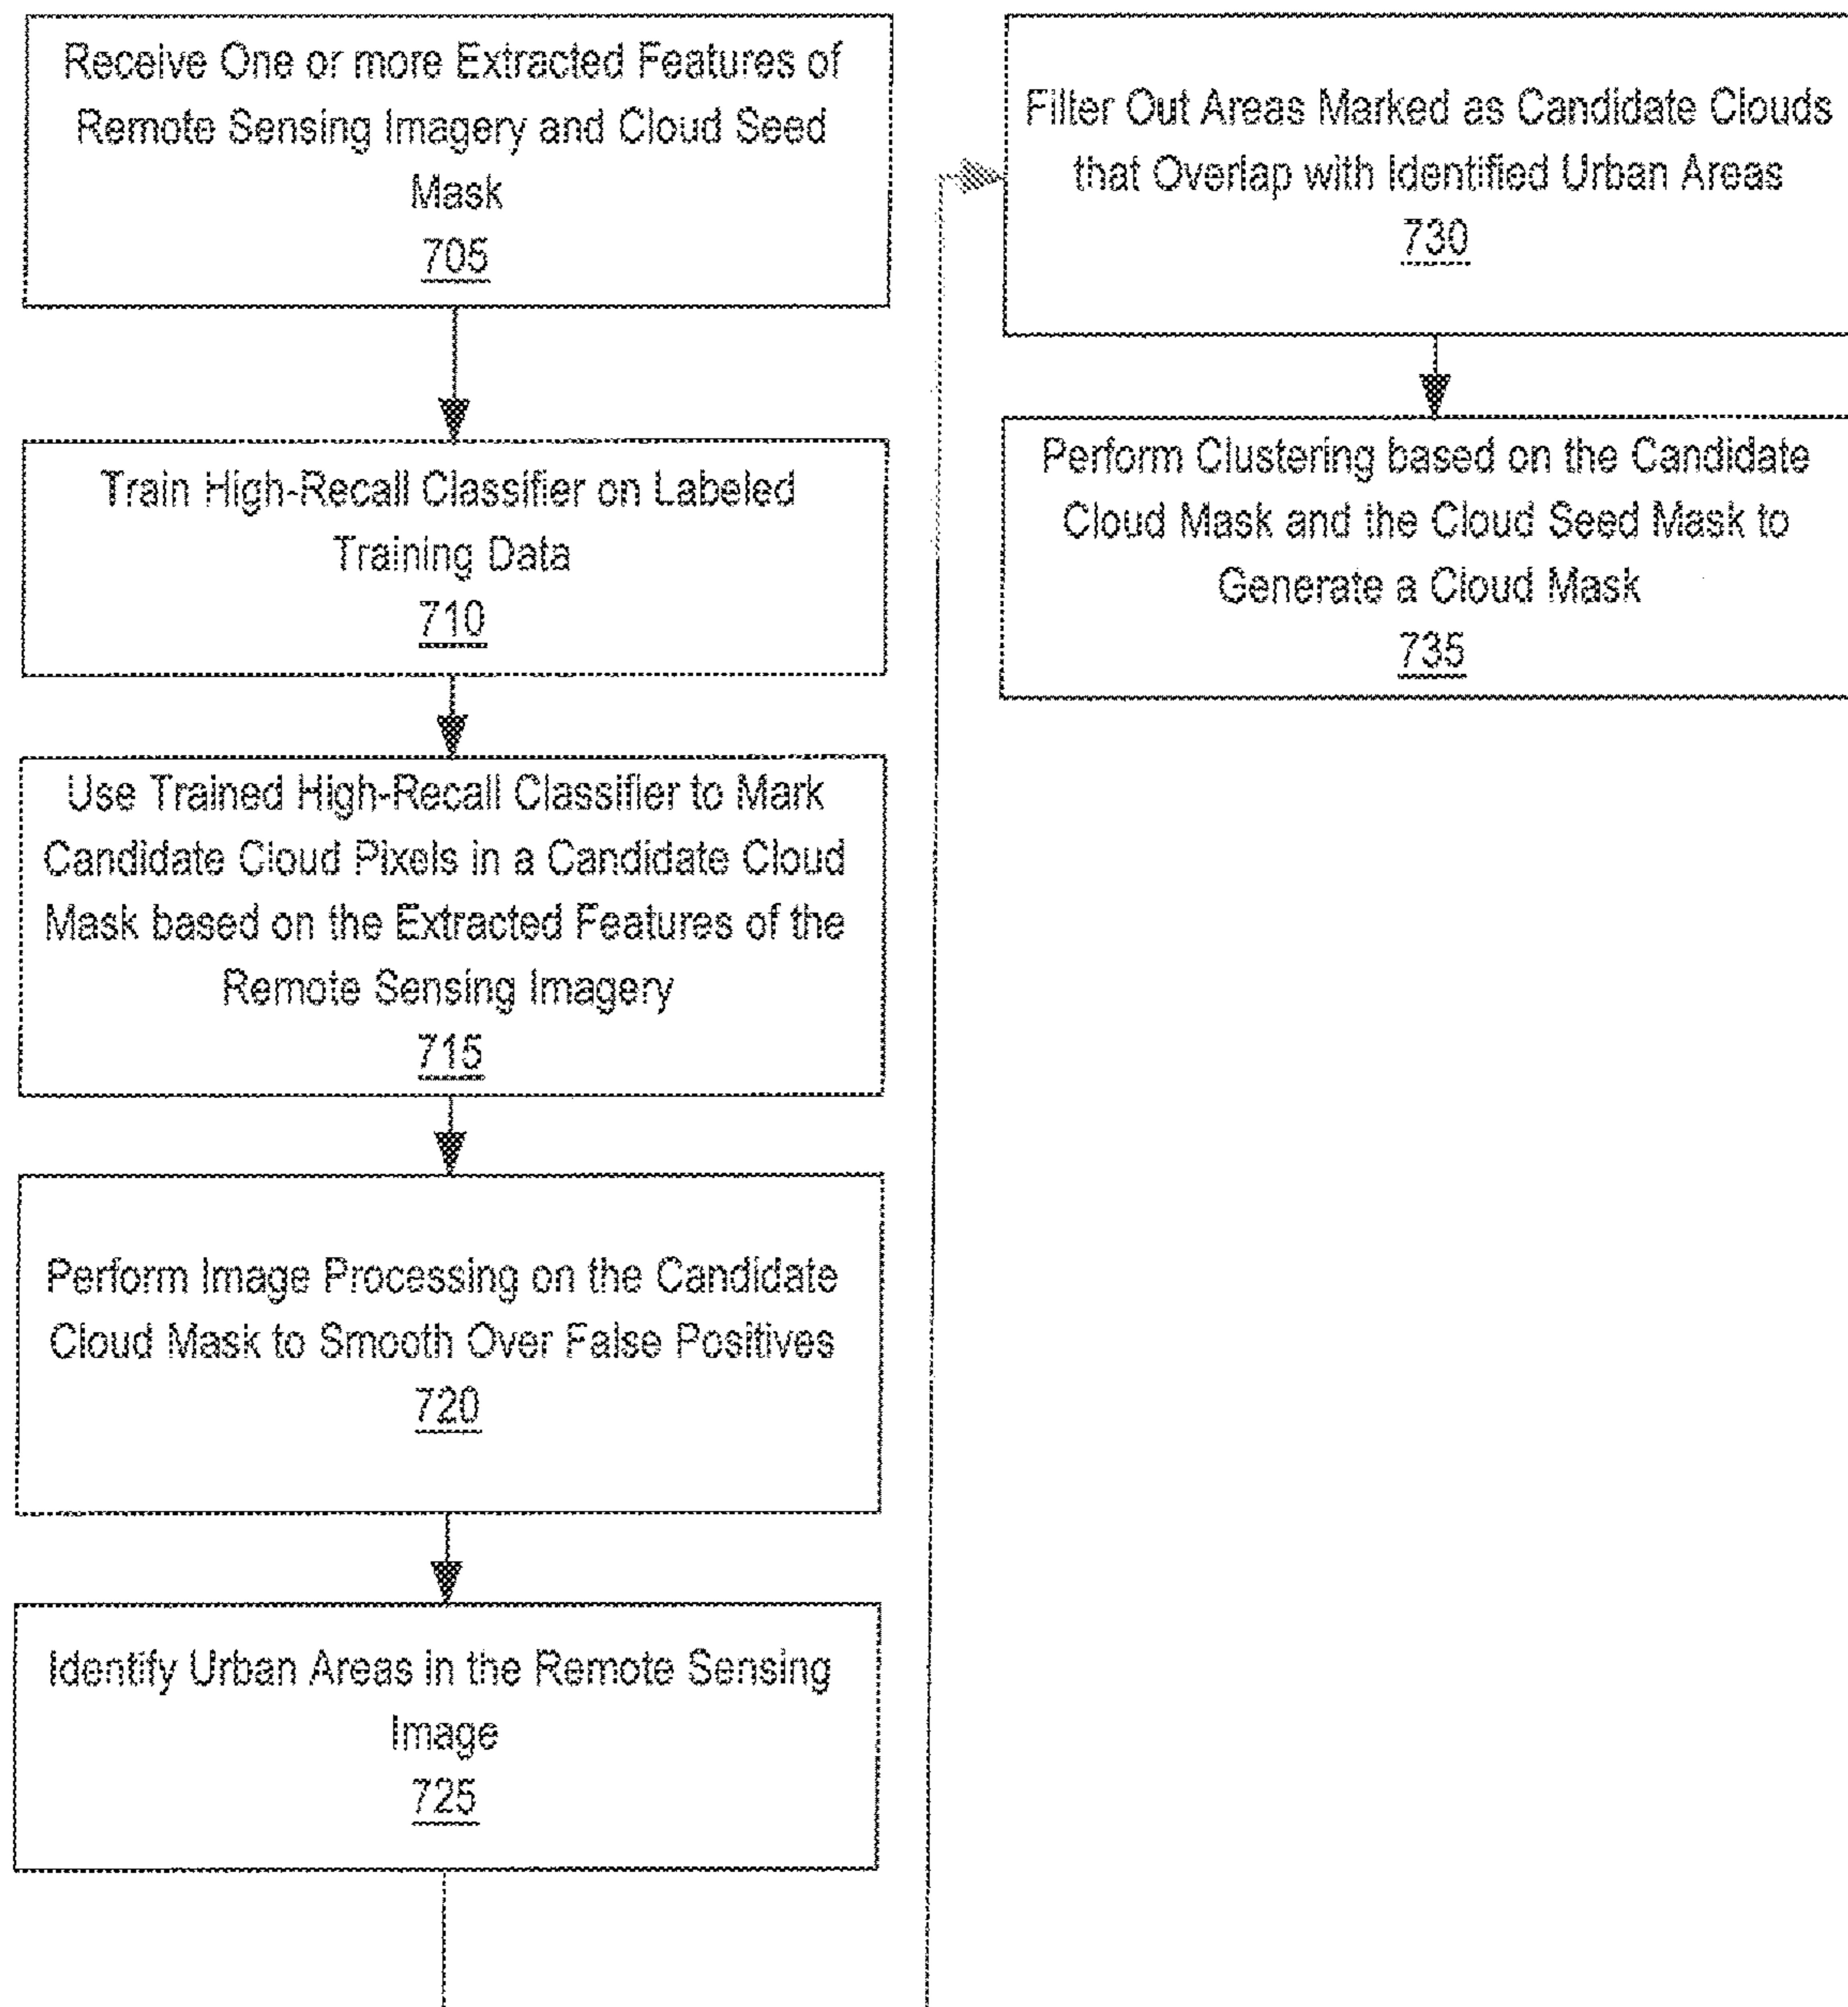 Receive One or more Extracted Features of
Remote Sensing Imagery and Cloud Seed
Mask
705
Train High-Recall Classifier on Labeled
Training Data
710
Use Trained High-Recall Classifier to Mark
Candidate Cloud Pixels in a Candidate Cloud
Mask based on the Extracted Features of the
Remote Sensing Imagery
715
Perform Image Processing on the Candidate
Cloud Mask to Smooth Over False Positives
720
Identify Urban Areas in the Remote Sensing
Image
725
Filter Out Areas Marked as Candidate Clouds
that Overlap with Identified Urban Areas
730
Perform Clustering based on the Candidate
Cloud Mask and the Cloud Seed Mask to
Generate a Cloud Mask
735